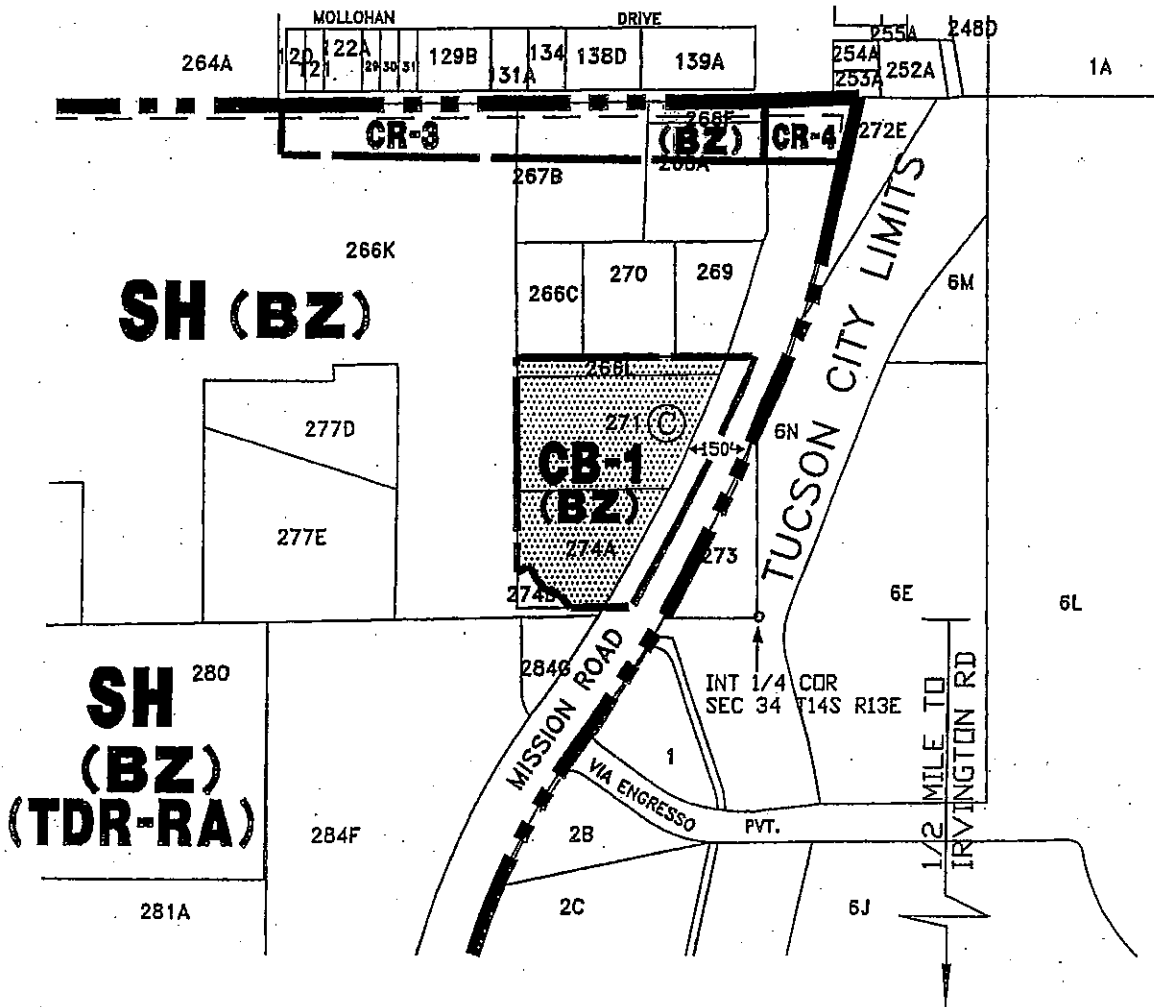 MOLLOHAN DRIVE
120
121
122A
29
30
31
129B
131A
134
138D
139A
255A
248D
254A
253A
252A
1A
264A
CR-3
268F
(BZ)
CR-4
272E
267B
268A
266K
SH (BZ)
266C
270
269
TUCSON CITY LIMITS
6M
266L
271
C
CB-1
(BZ)
274A
274B
150'
6N
273
277D
277E
6E
6L
INT 1/4 COR
SEC 34 T14S R13E
280
SH
(BZ)
(TDR-RA)
284G
MISSION ROAD
1
VIA ENGRESSO
PVT.
1/2 MILE TO
IRVINGTON RD
284F
2B
2C
6J
281A